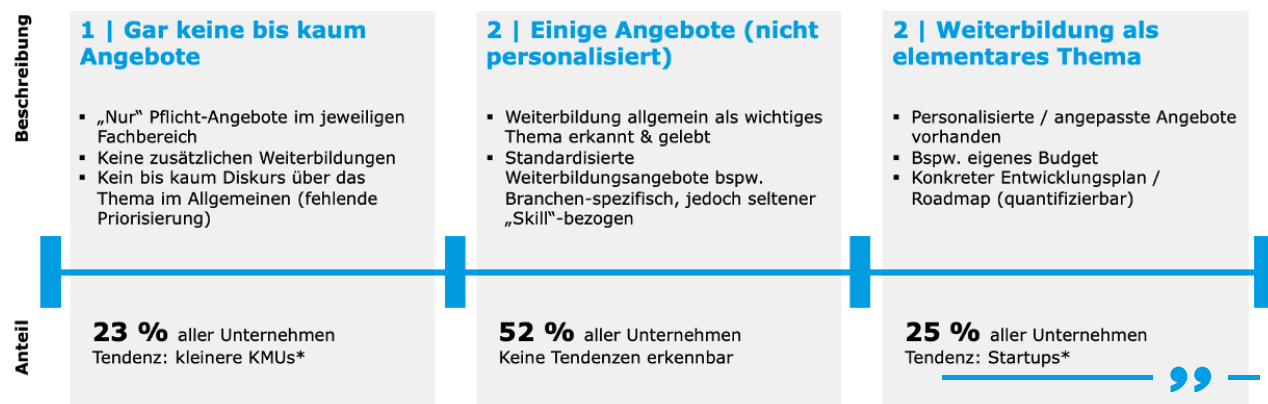 Beschreibung
1 | Gar keine bis kaum
Angebote
▪ „Nur“ Pflicht-Angebote im jeweiligen
Fachbereich
▪ Keine zusätzlichen Weiterbildungen
▪ Kein bis kaum Diskurs über das
Thema im Allgemeinen (fehlende
Priorisierung)
2 | Einige Angebote (nicht
personalisiert)
▪ Weiterbildung allgemein als wichtiges
Thema erkannt & gelebt
▪ Standardisierte
Weiterbildungsangebote bspw.
Branchen-spezifisch, jedoch seltener
„Skill“-bezogen
2 | Weiterbildung als
elementares Thema
▪ Personalisierte / angepasste Angebote
vorhanden
▪ Bspw. eigenes Budget
▪ Konkreter Entwicklungsplan /
Roadmap (quantifizierbar)
Anteil
23 % aller Unternehmen
Tendenz: kleinere KMUs*
52 % aller Unternehmen
Keine Tendenzen erkennbar
25 % aller Unternehmen
Tendenz: Startups*
”